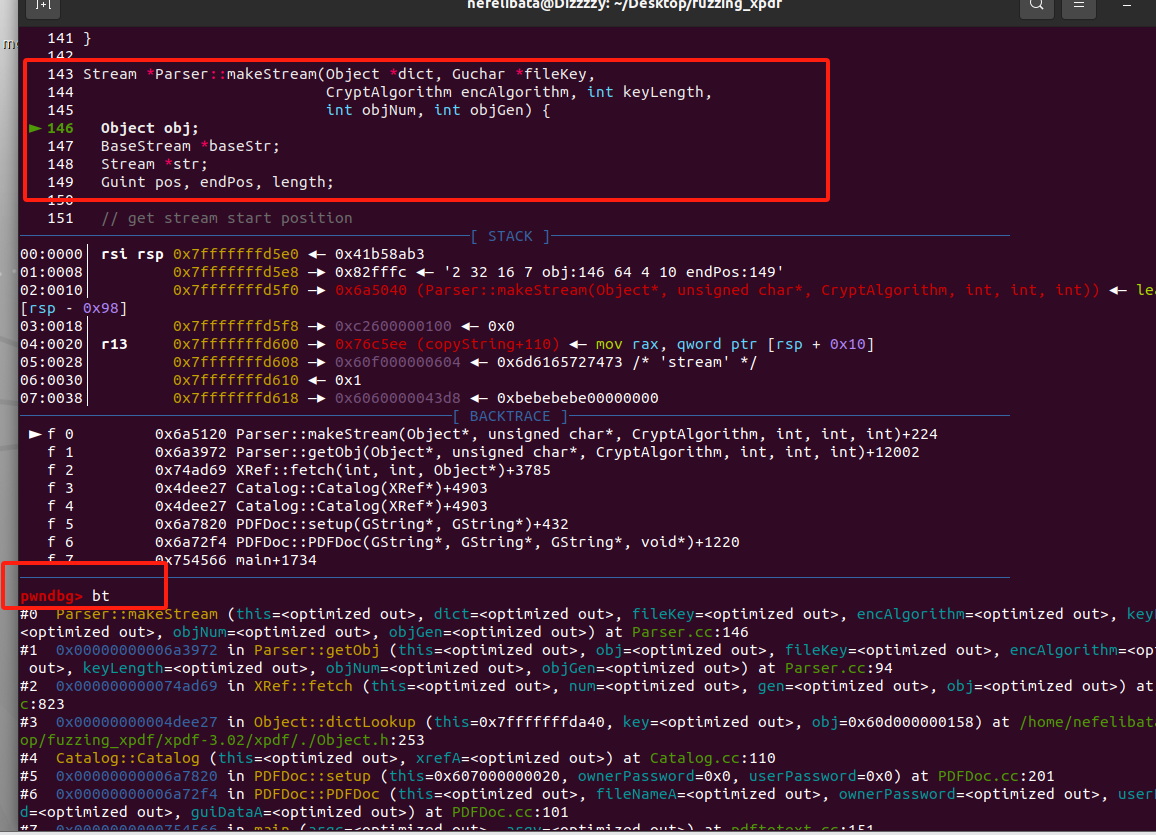 nefelibata@Dizzzzy: ~/Desktop/fuzzing_xpdf
141 }
142
143 Stream *Parser::makeStream(Object *dict, Guchar *fileKey,
144 CryptAlgorithm encAlgorithm, int keyLength,
145 int objNum, int objGen) {
► 146 Object obj;
147 BaseStream *baseStr;
148 Stream *str;
149 Guint pos, endPos, length;
150
151 // get stream start position
[ STACK ]
00:0000│ rsi rsp 0x7fffffffd5e0 ◂— 0x41b58ab3
01:0008│ 0x7fffffffd5e8 —▸ 0x82fffc ◂— '2 32 16 7 obj:146 64 4 10 endPos:149'
02:0010│ 0x7fffffffd5f0 —▸ 0x6a5040 (Parser::makeStream(Object*, unsigned char*, CryptAlgorithm, int, int, int)) ◂— lea
[rsp - 0x98]
03:0018│ 0x7fffffffd5f8 —▸ 0xc2600000100 ◂— 0x0
04:0020│ r13 0x7fffffffd600 —▸ 0x76c5ee (copyString+110) ◂— mov rax, qword ptr [rsp + 0x10]
05:0028│ 0x7fffffffd608 —▸ 0x60f000000604 ◂— 0x6d6165727473 /* 'stream' */
06:0030│ 0x7fffffffd610 ◂— 0x1
07:0038│ 0x7fffffffd618 —▸ 0x6060000043d8 ◂— 0xbebebebe00000000
[ BACKTRACE ]
► f 0 0x6a5120 Parser::makeStream(Object*, unsigned char*, CryptAlgorithm, int, int, int)+224
f 1 0x6a3972 Parser::getObj(Object*, unsigned char*, CryptAlgorithm, int, int, int)+12002
f 2 0x74ad69 XRef::fetch(int, int, Object*)+3785
f 3 0x4dee27 Catalog::Catalog(XRef*)+4903
f 4 0x4dee27 Catalog::Catalog(XRef*)+4903
f 5 0x6a7820 PDFDoc::setup(GString*, GString*)+432
f 6 0x6a72f4 PDFDoc::PDFDoc(GString*, GString*, GString*, void*)+1220
f 7 0x754566 main+1734
pwndbg> bt
#0 Parser::makeStream (this=<optimized out>, dict=<optimized out>, fileKey=<optimized out>, encAlgorithm=<optimized out>, key
<optimized out>, objNum=<optimized out>, objGen=<optimized out>) at Parser.cc:146
#1 0x00000000006a3972 in Parser::getObj (this=<optimized out>, obj=<optimized out>, fileKey=<optimized out>, encAlgorithm=<opt
out>, keyLength=<optimized out>, objNum=<optimized out>, objGen=<optimized out>) at Parser.cc:94
#2 0x000000000074ad69 in XRef::fetch (this=<optimized out>, num=<optimized out>, gen=<optimized out>, obj=<optimized out>) at
c:823
#3 0x00000000004dee27 in Object::dictLookup (this=0x7fffffffda40, key=<optimized out>, obj=0x60d000000158) at /home/nefelibat
op/fuzzing_xpdf/xpdf-3.02/xpdf/./Object.h:253
#4 Catalog::Catalog (this=<optimized out>, xrefA=<optimized out>) at Catalog.cc:110
#5 0x00000000006a7820 in PDFDoc::setup (this=0x607000000020, ownerPassword=0x0, userPassword=0x0) at PDFDoc.cc:201
#6 0x00000000006a72f4 in PDFDoc::PDFDoc (this=<optimized out>, fileNameA=<optimized out>, ownerPassword=<optimized out>, user
d=<optimized out>, guiDataA=<optimized out>) at PDFDoc.cc:101
#7 0x0000000000754566 in main (argc=<optimized out>, argv=<optimized out>) at pdftotext.cc:151